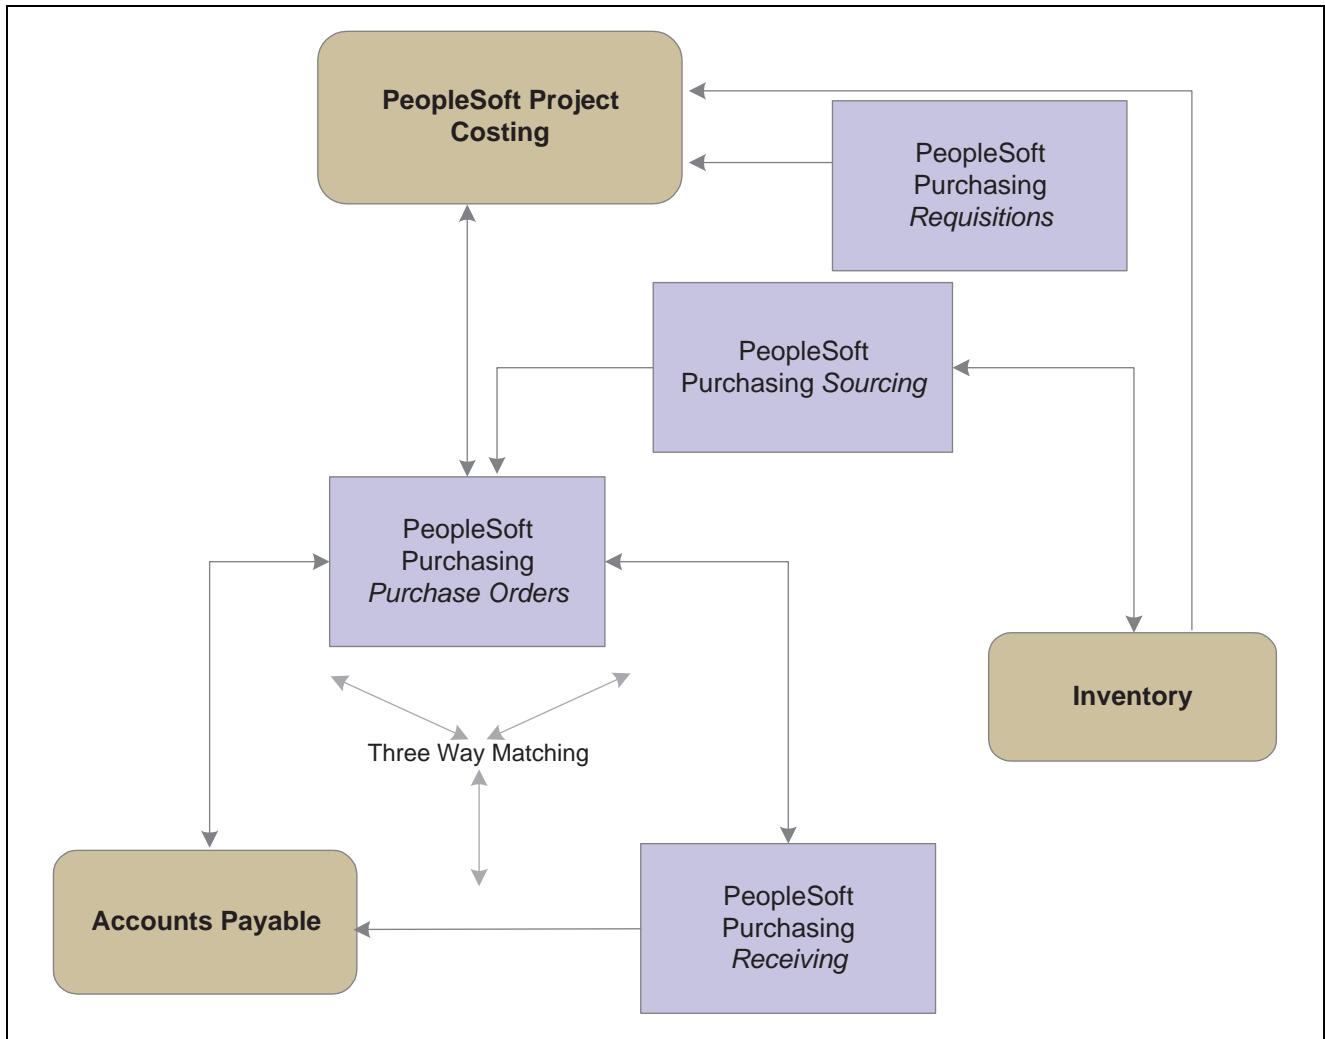 PeopleSoft Project
Costing
PeopleSoft
Purchasing
Requisitions
PeopleSoft
Purchasing Sourcing
PeopleSoft
Purchasing
Purchase Orders
Inventory
Three Way Matching
Accounts Payable
PeopleSoft
Purchasing
Receiving